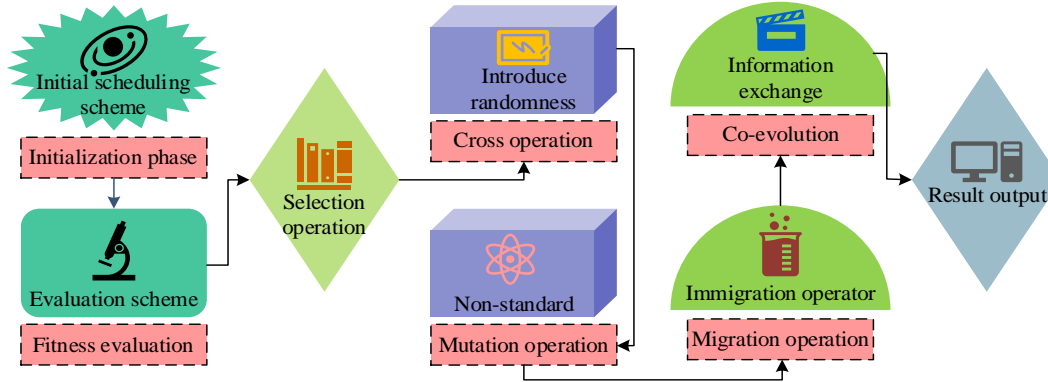 Initial scheduling
scheme
Initialization phase
Evaluation scheme
Fitness evaluation
Selection
operation
Introduce
randomness
Cross operation
Non-standard
Mutation operation
Information
exchange
Co-evolution
Immigration operator
Migration operation
Result output